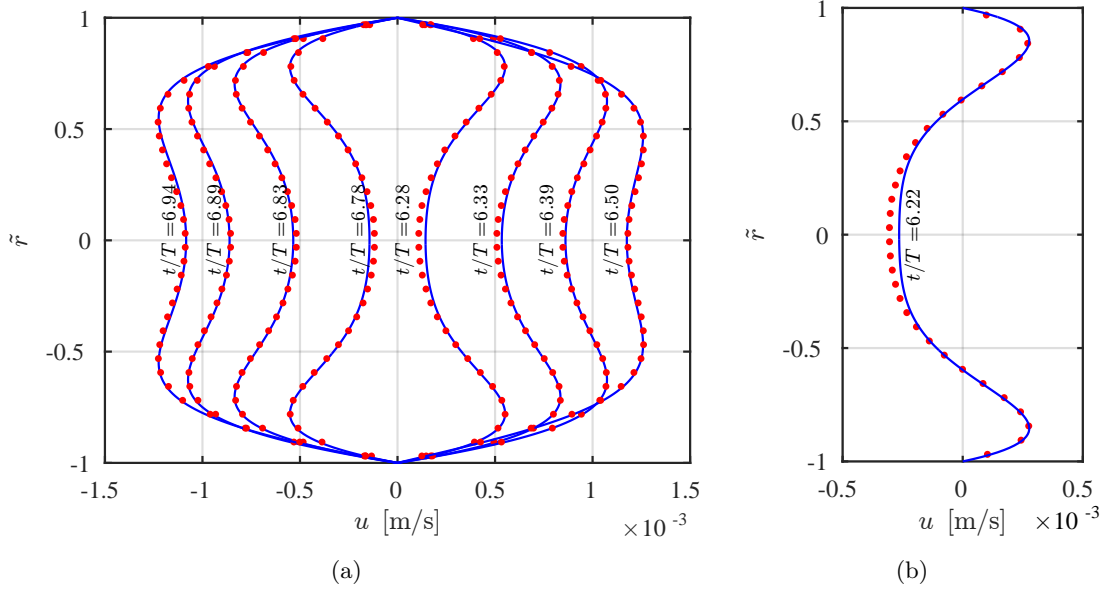 1
0.5
0
-0.5
-1
r̃
t/T =6.94
t/T =6.89
t/T =6.83
t/T =6.78
t/T =6.28
t/T =6.33
t/T =6.39
t/T =6.50
-1.5
-1
-0.5
0
0.5
1
1.5
u [m/s]
×10 -3
(a)
1
0.5
0
-0.5
-1
r̃
t/T =6.22
-0.5
0
0.5
u [m/s]
×10 -3
(b)